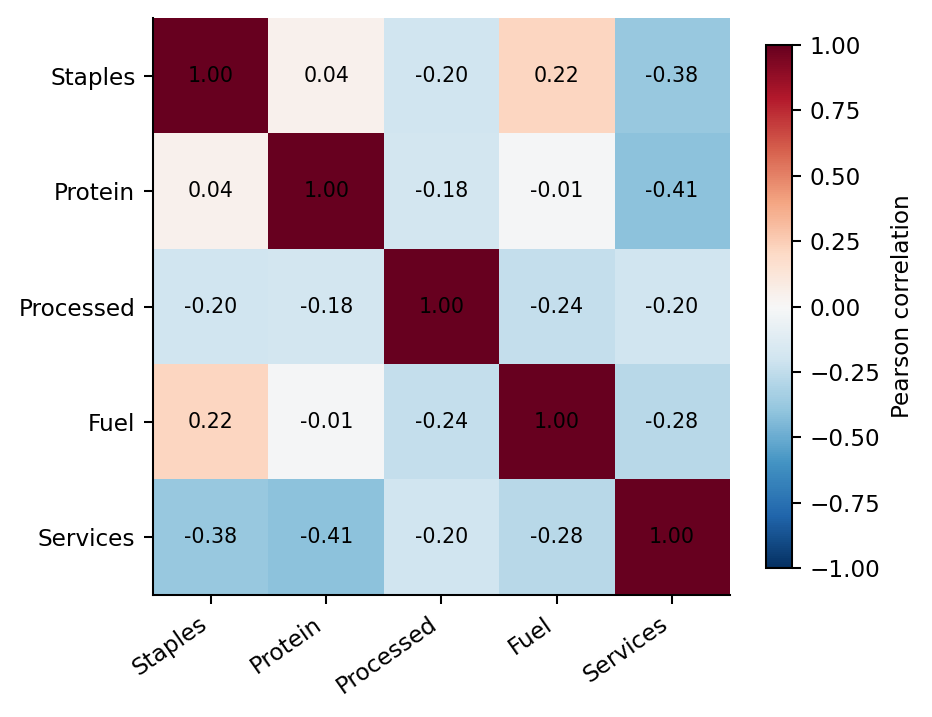 Staples 1.00 0.04 -0.20 0.22 -0.38
Protein 0.04 1.00 -0.18 -0.01 -0.41
Processed -0.20 -0.18 1.00 -0.24 -0.20
Fuel 0.22 -0.01 -0.24 1.00 -0.28
Services -0.38 -0.41 -0.20 -0.28 1.00
Staples Protein Processed Fuel Services
1.00
0.75
0.50
0.25
0.00
−0.25
−0.50
−0.75
−1.00
Pearson correlation